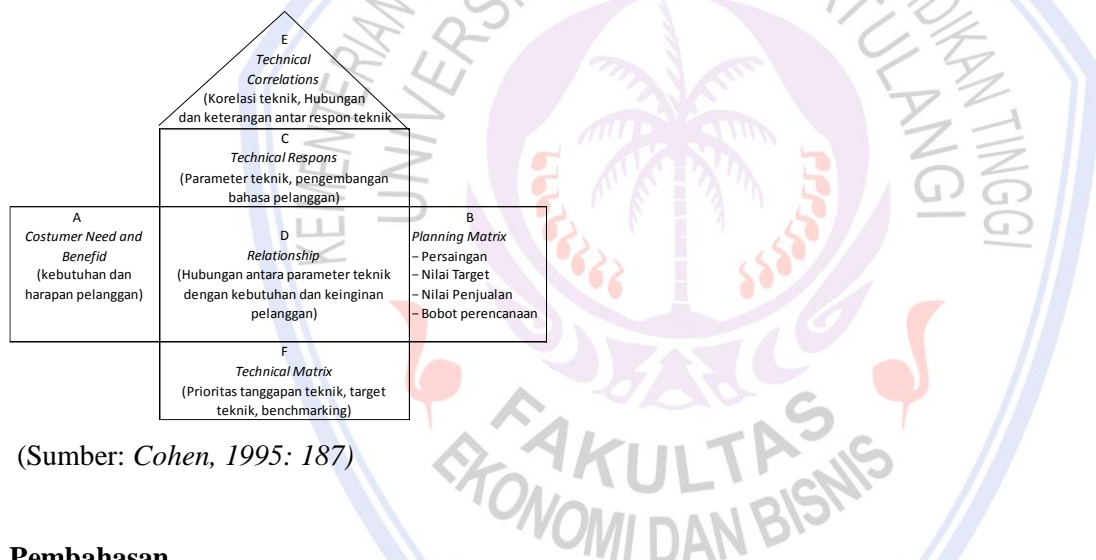 E
Technical
Correlations
(Korelasi teknik, Hubungan
dan keterangan antar respon teknik
C
Technical Respons
(Parameter teknik, pengembangan
bahasa pelanggan)
A
Costumer Need and
Benefid
(kebutuhan dan
harapan pelanggan)
D
Relationship
(Hubungan antara parameter teknik
dengan kebutuhan dan keinginan
pelanggan)
B
Planning Matrix
− Persaingan
− Nilai Target
− Nilai Penjualan
− Bobot perencanaan
F
Technical Matrix
(Prioritas tanggapan teknik, target
teknik, benchmarking)
(Sumber: Cohen, 1995: 187)
Pembahasan
FAKULTAS
EKONOMI DAN BISNIS